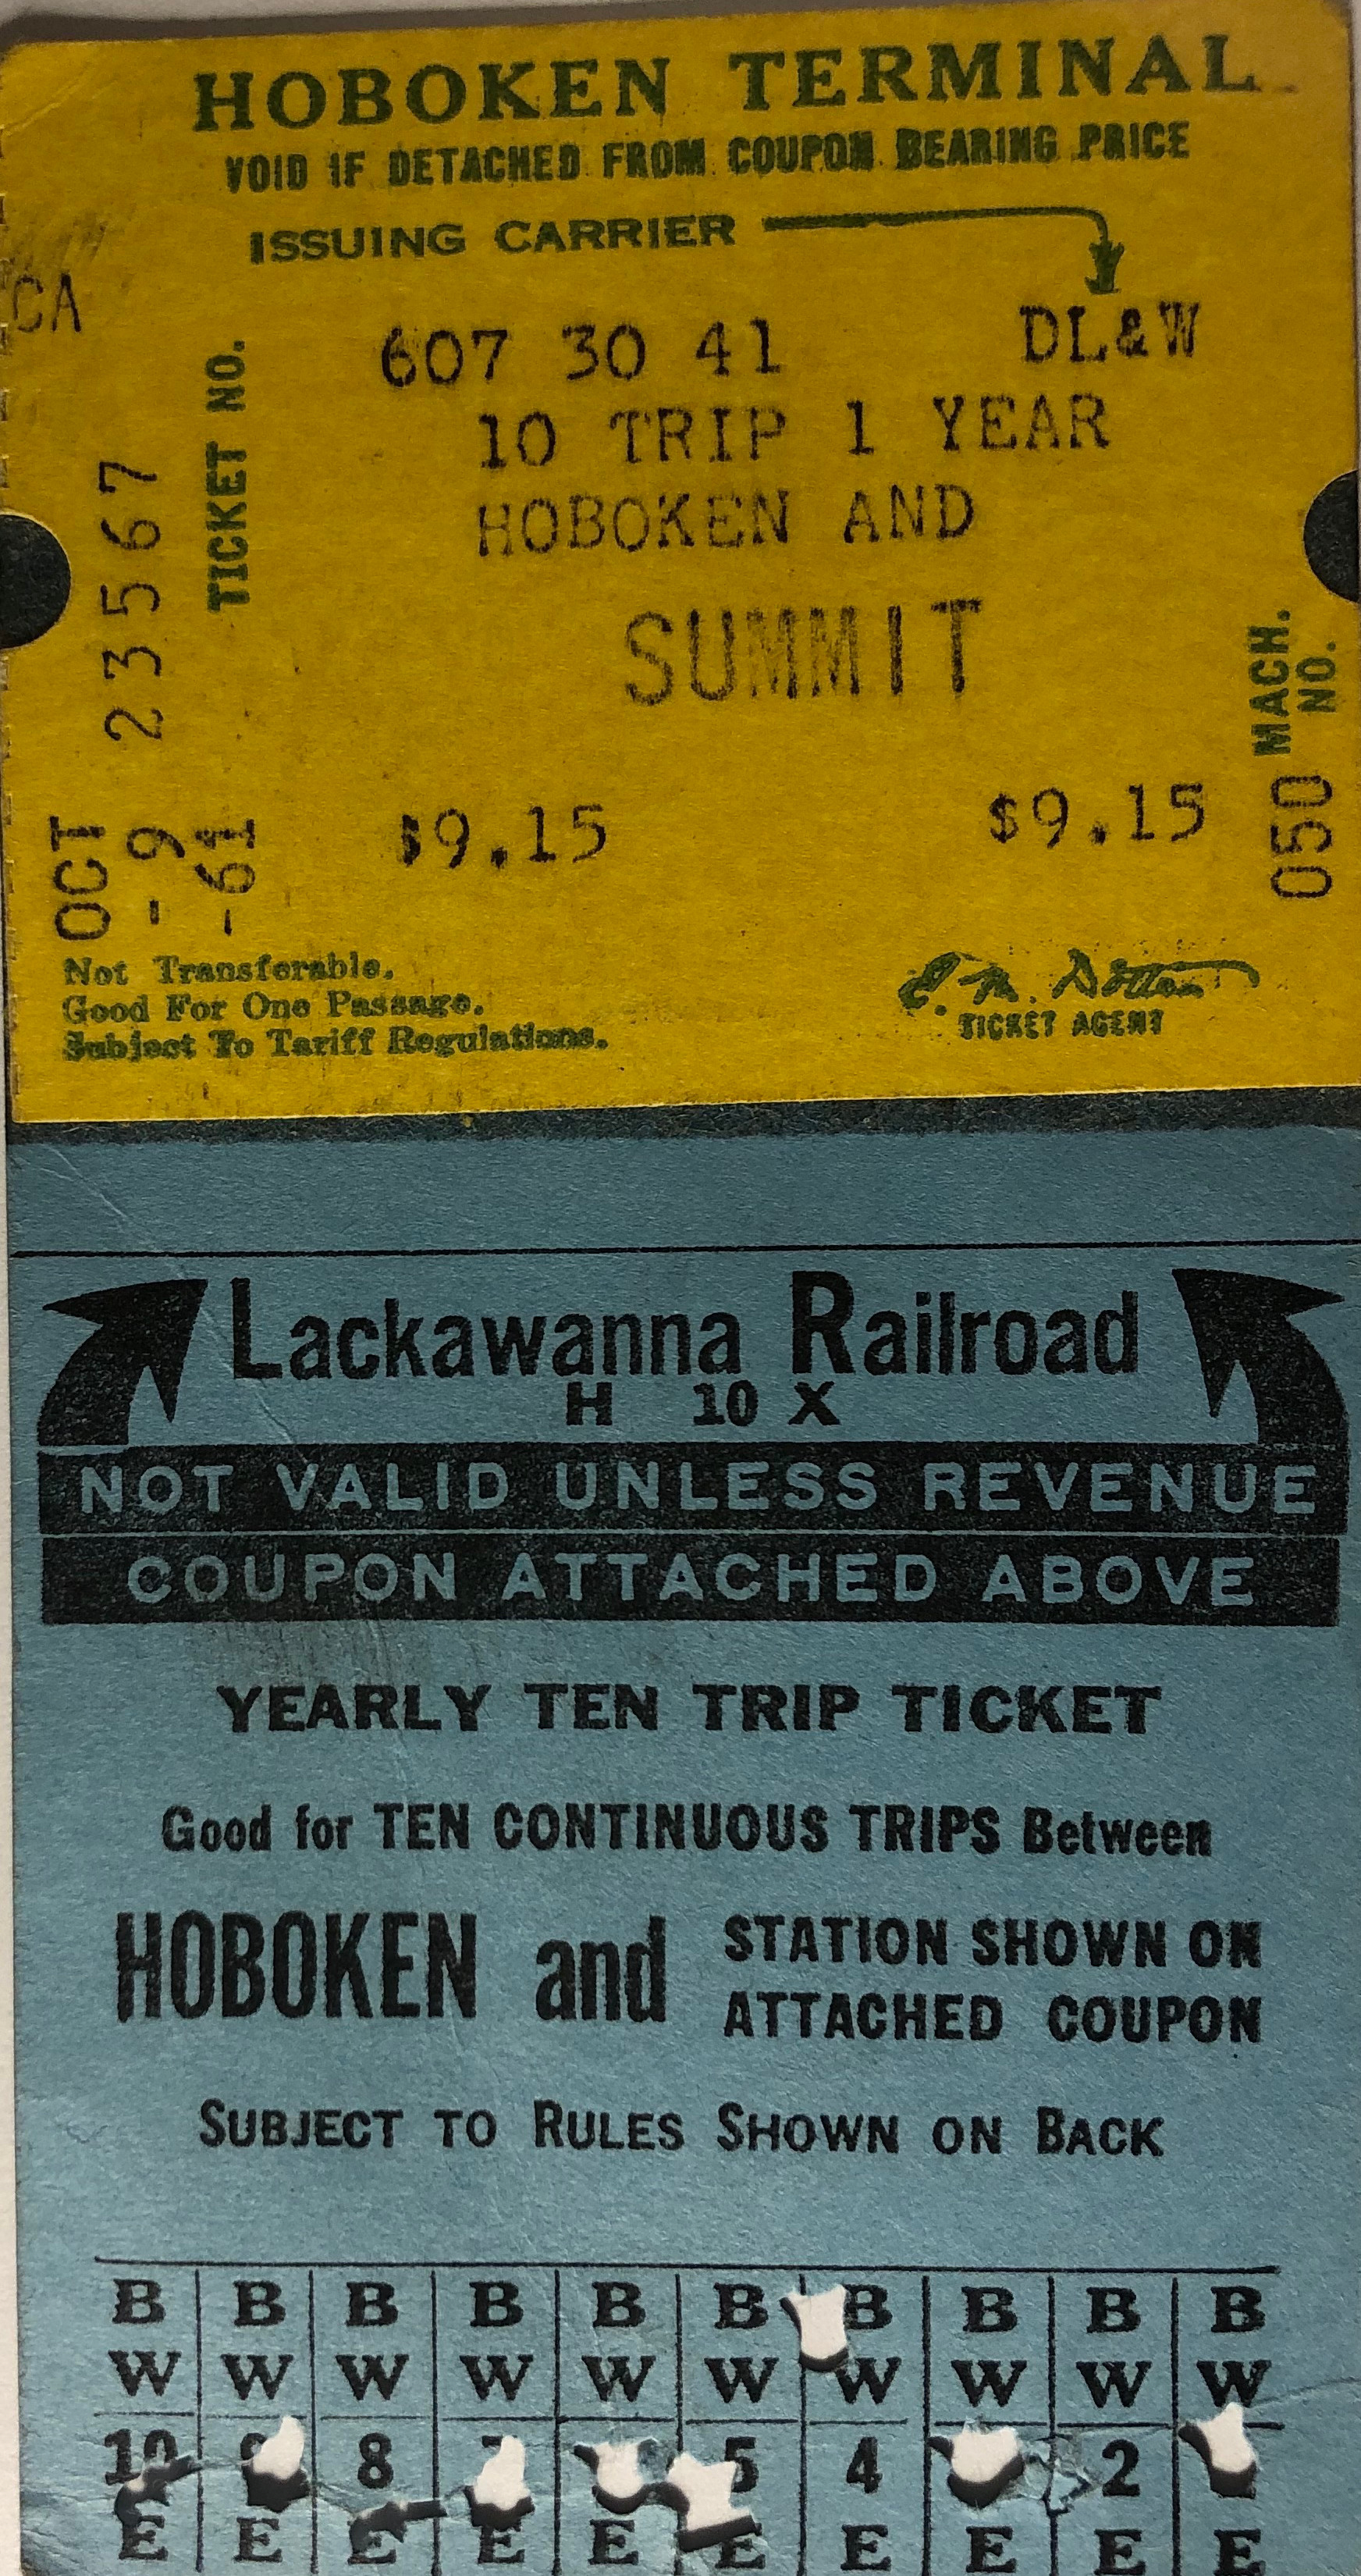 HOBOKEN TERMINAL
VOID IF DETACHED FROM COUPON BEARING PRICE
ISSUING CARRIER
CA
607 30 41 DL&W
10 TRIP 1 YEAR
HOBOKEN AND
SUMMIT
TICKET NO.
23567
OCT
-9
-61
MACH.
NO.
050
$9.15 $9.15
Not Transferable.
Good For One Passage.
Subject To Tariff Regulations.
TICKET AGENT
Lackawanna Railroad
H 10 X
NOT VALID UNLESS REVENUE
COUPON ATTACHED ABOVE
YEARLY TEN TRIP TICKET
Good for TEN CONTINUOUS TRIPS Between
HOBOKEN and STATION SHOWN ON
ATTACHED COUPON
SUBJECT TO RULES SHOWN ON BACK
B B B B B B B B B B
W W W W W W W W W W
10 8 5 4 2
E E E E E E E E E E